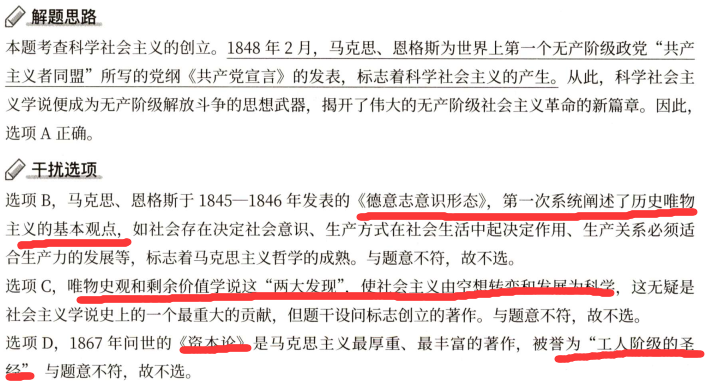 解题思路
本题考查科学社会主义的创立。1848 年 2 月，马克思、恩格斯为世界上第一个无产阶级政党“共产
主义者同盟”所写的党纲《共产党宣言》的发表，标志着科学社会主义的产生。从此，科学社会主
义学说便成为无产阶级解放斗争的思想武器，揭开了伟大的无产阶级社会主义革命的新篇章。因此，
选项 A 正确。
干扰选项
选项 B，马克思、恩格斯于 1845—1846 年发表的《德意志意识形态》，第一次系统阐述了历史唯物
主义的基本观点，如社会存在决定社会意识、生产方式在社会生活中起决定作用、生产关系必须适
合生产力的发展等，标志着马克思主义哲学的成熟。与题意不符，故不选。
选项 C，唯物史观和剩余价值学说这“两大发现”，使社会主义由空想转变和发展为科学，这无疑是
社会主义学说史上的一个最重大的贡献，但题干设问标志创立的著作。与题意不符，故不选。
选项 D，1867 年问世的《资本论》是马克思主义最厚重、最丰富的著作，被誉为“工人阶级的圣
经”，与题意不符，故不选。